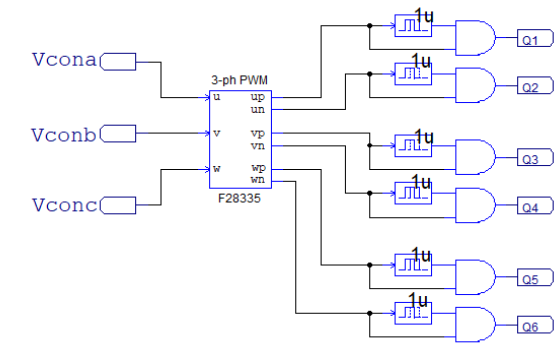 1u
Q1
Vcona
1u
3-ph PWM
Q2
u
up
un
Vconb
v
vp
vn
1u
Q3
w
wp
wn
1u
Vconc
F28335
Q4
1u
Q5
1u
Q6